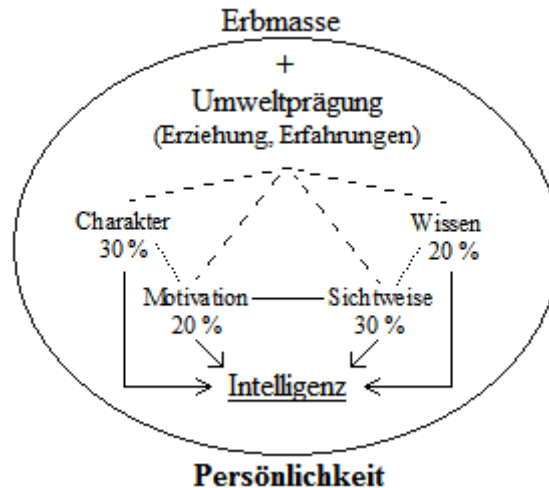 Erbmasse
+
Umweltprägung
(Erziehung, Erfahrungen)
Charakter
30 %
Wissen
20 %
Motivation
20 %
Sichtweise
30 %
Intelligenz
Persönlichkeit